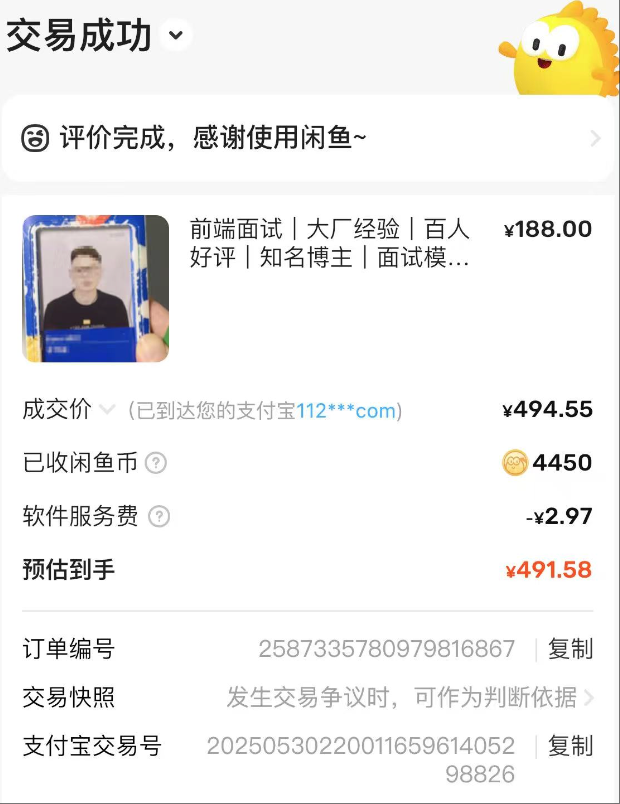 交易成功
评价完成，感谢使用闲鱼~
前端面试｜大厂经验｜百人
好评｜知名博主｜面试模...
¥188.00
成交价 (已到达您的支付宝112***com) ¥494.55
已收闲鱼币 ? 4450
软件服务费 ? -¥2.97
预估到手 ¥491.58
订单编号 2587335780979816867 复制
交易快照 发生交易争议时，可作为判断依据
支付宝交易号 20250530220011659614052 复制
98826